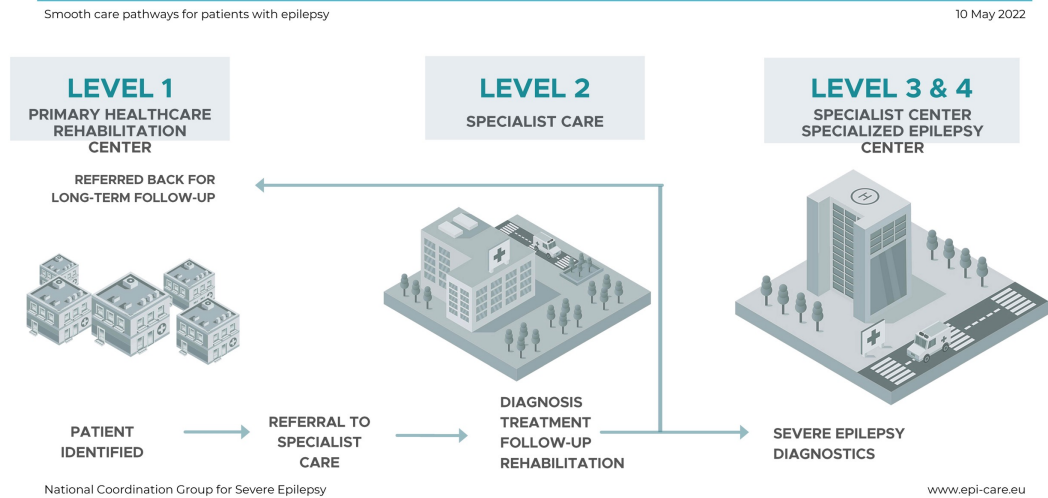 Smooth care pathways for patients with epilepsy
10 May 2022
LEVEL 1
PRIMARY HEALTHCARE
REHABILITATION
CENTER
LEVEL 2
SPECIALIST CARE
LEVEL 3 & 4
SPECIALIST CENTER
SPECIALIZED EPILEPSY
CENTER
REFERRED BACK FOR
LONG-TERM FOLLOW-UP
H
PATIENT
IDENTIFIED
REFERRAL TO
SPECIALIST
CARE
DIAGNOSIS
TREATMENT
FOLLOW-UP
REHABILITATION
SEVERE EPILEPSY
DIAGNOSTICS
National Coordination Group for Severe Epilepsy
www.epi-care.eu